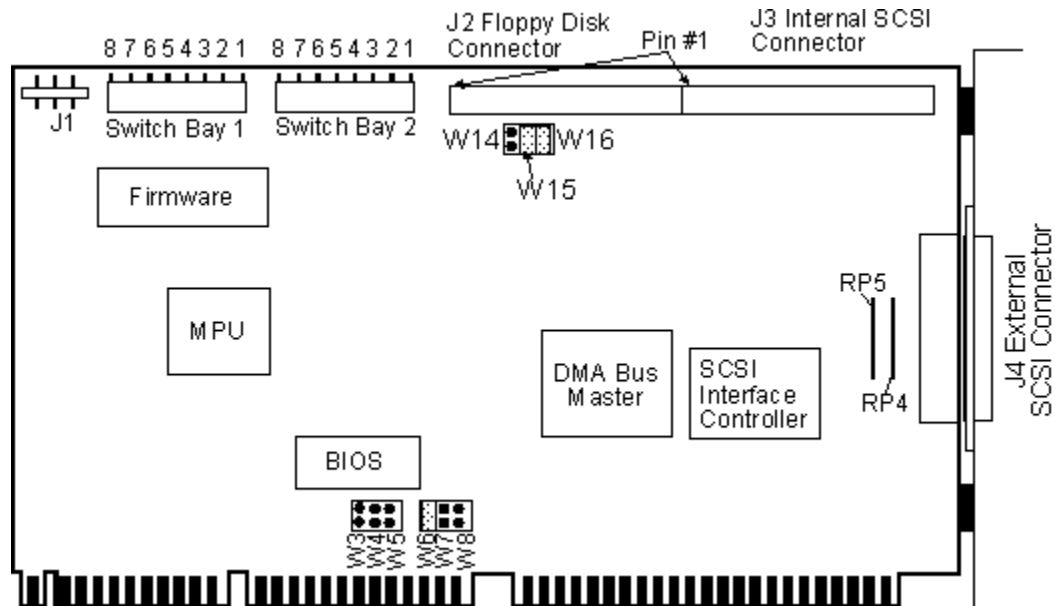 J2 Floppy Disk
Connector
Pin #1
J3 Internal SCSI
Connector
8 7 6 5 4 3 2 1
8 7 6 5 4 3 2 1
J1
Switch Bay 1
Switch Bay 2
W14
W16
W15
Firmware
MPU
RP5
RP4
J4 External
SCSI Connector
DMA Bus
Master
SCSI
Interface
Controller
BIOS
W3
W4
W5
W6
W7
W8